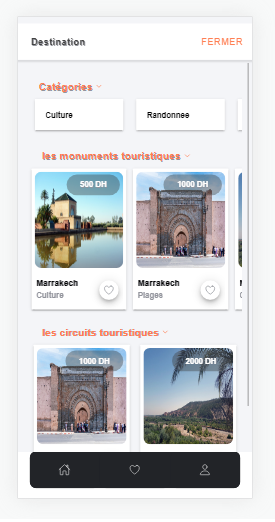 Destination
FERMER
Catégories
Culture
Randonnee
les monuments touristiques
500 DH
1000 DH
Marrakech
Culture
Marrakech
Plages
les circuits touristiques
1000 DH
2000 DH